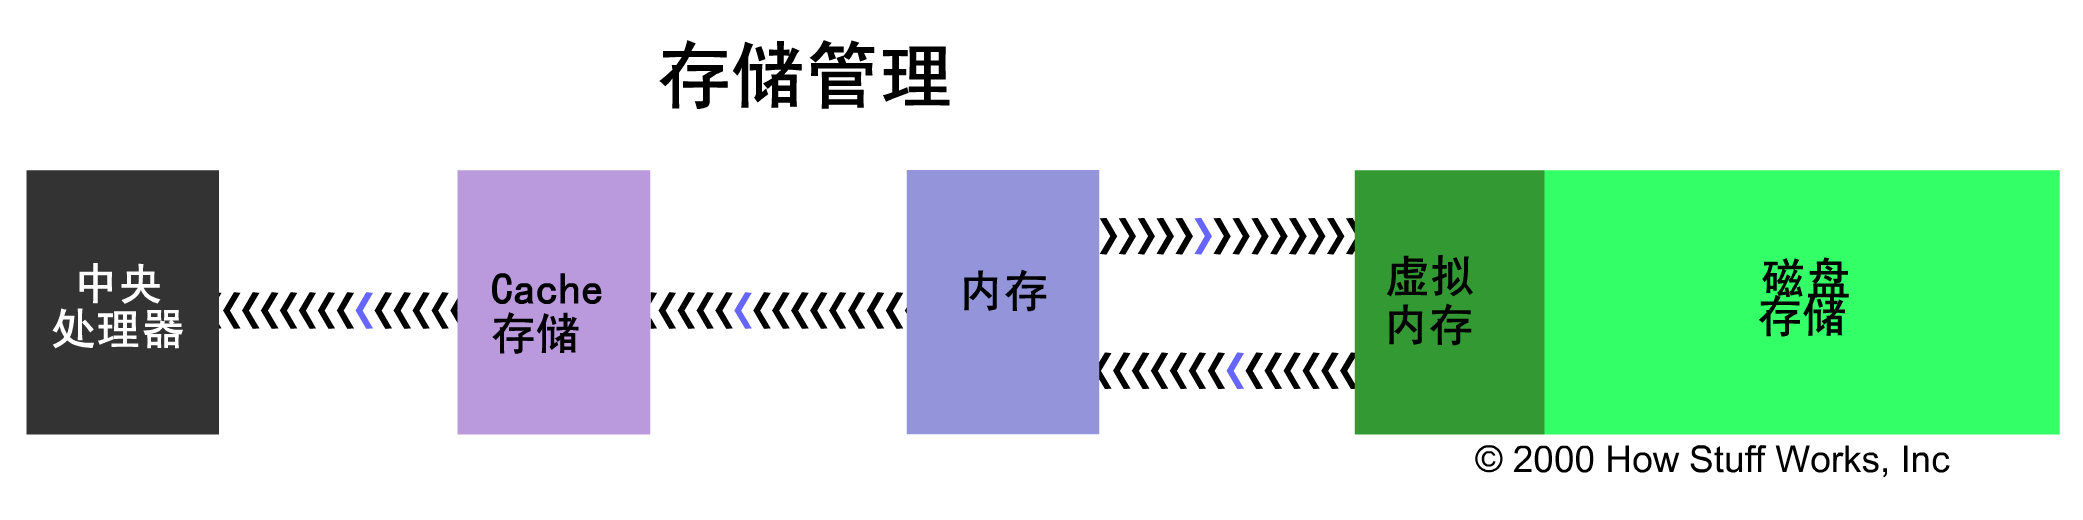 存储管理
中央
处理器
Cache
存储
内存
虚拟
内存
磁盘
存储
© 2000 How Stuff Works, Inc